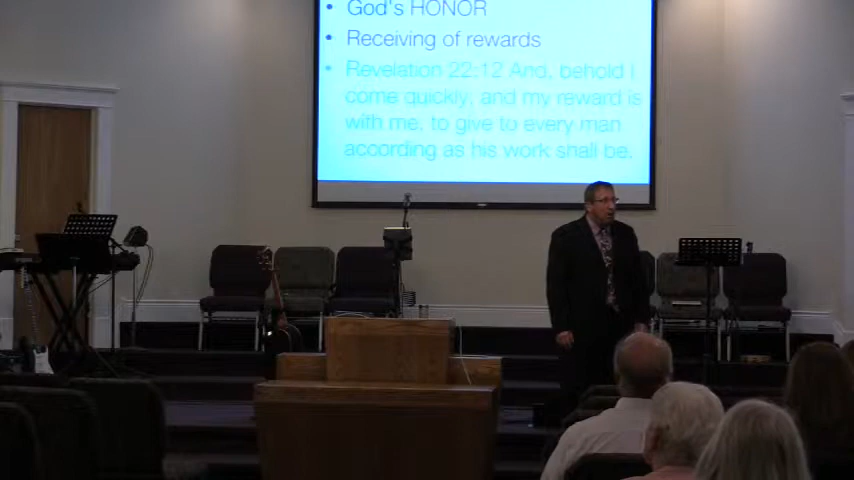 • God's HONOR
• Receiving of rewards
• Revelation 22:12 And, behold I
come quickly, and my reward is
with me, to give to every man
according as his work shall be.